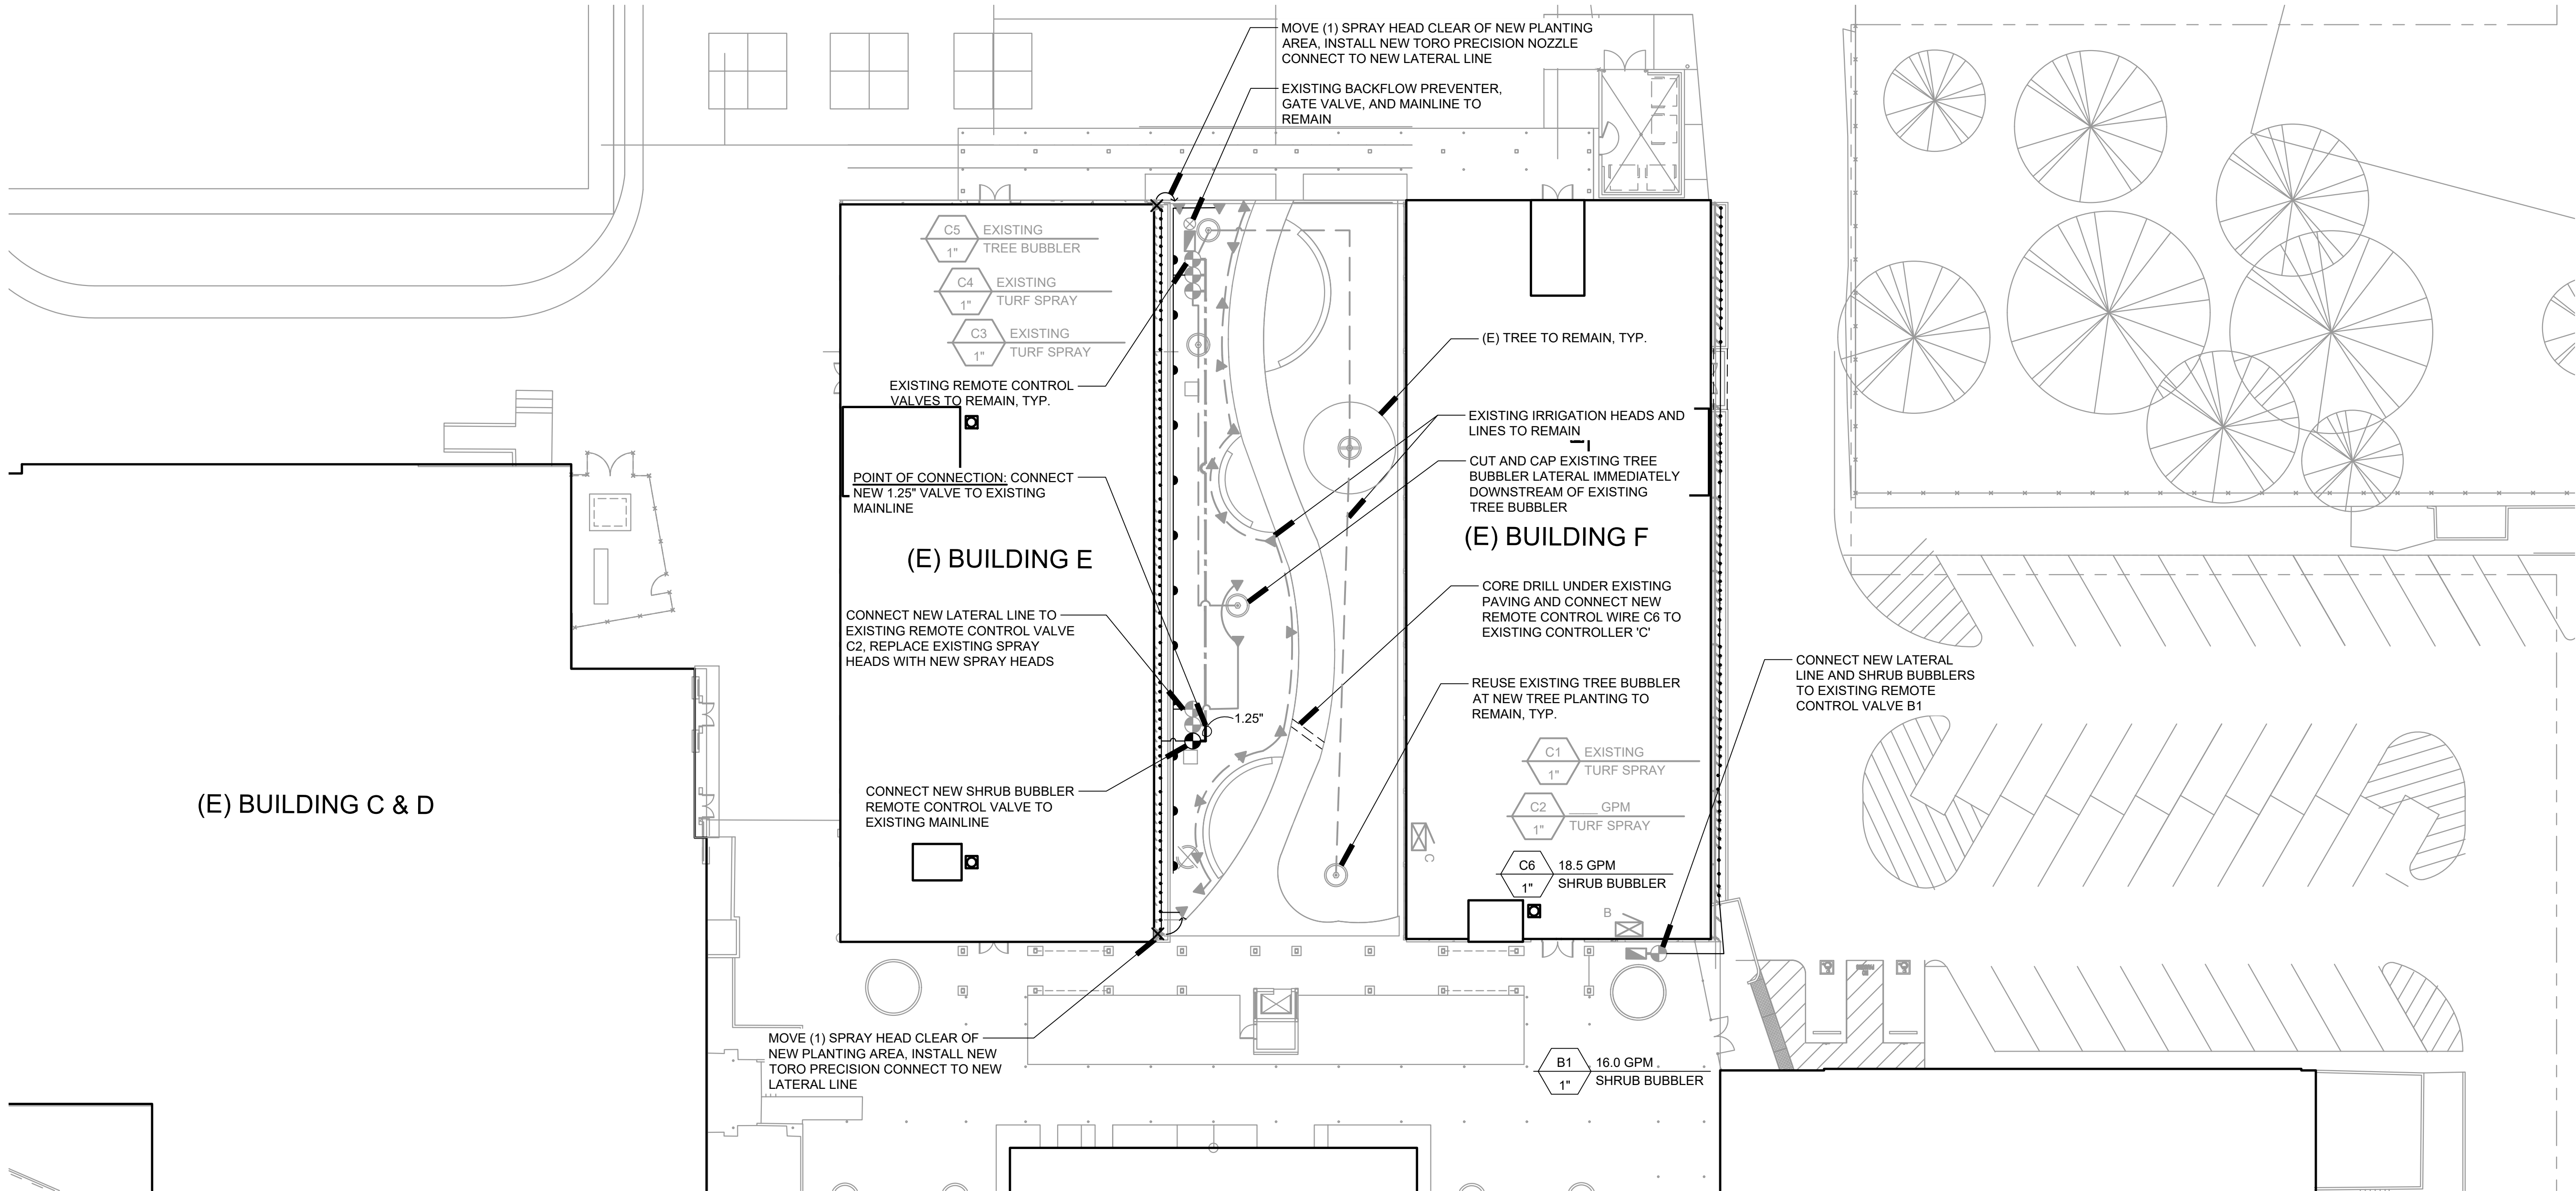 MOVE (1) SPRAY HEAD CLEAR OF NEW PLANTING
AREA, INSTALL NEW TORO PRECISION NOZZLE
CONNECT TO NEW LATERAL LINE
EXISTING BACKFLOW PREVENTER,
GATE VALVE, AND MAINLINE TO
REMAIN
C5 EXISTING
1" TREE BUBBLER
C4 EXISTING
1" TURF SPRAY
C3 EXISTING
1" TURF SPRAY
EXISTING REMOTE CONTROL
VALVES TO REMAIN, TYP.
(E) TREE TO REMAIN, TYP.
EXISTING IRRIGATION HEADS AND
LINES TO REMAIN
CUT AND CAP EXISTING TREE
BUBBLER LATERAL IMMEDIATELY
DOWNSTREAM OF EXISTING
TREE BUBBLER
POINT OF CONNECTION: CONNECT
NEW 1.25" VALVE TO EXISTING
MAINLINE
(E) BUILDING E
(E) BUILDING F
CORE DRILL UNDER EXISTING
PAVING AND CONNECT NEW
REMOTE CONTROL WIRE C6 TO
EXISTING CONTROLLER 'C'
CONNECT NEW LATERAL LINE TO
EXISTING REMOTE CONTROL VALVE
C2, REPLACE EXISTING SPRAY
HEADS WITH NEW SPRAY HEADS
CONNECT NEW LATERAL
LINE AND SHRUB BUBBLERS
TO EXISTING REMOTE
CONTROL VALVE B1
REUSE EXISTING TREE BUBBLER
AT NEW TREE PLANTING TO
REMAIN, TYP.
1.25"
C1 EXISTING
1" TURF SPRAY
CONNECT NEW SHRUB BUBBLER
REMOTE CONTROL VALVE TO
EXISTING MAINLINE
(E) BUILDING C & D
C2 ____ GPM
1" TURF SPRAY
C
C6 18.5 GPM
1" SHRUB BUBBLER
B
MOVE (1) SPRAY HEAD CLEAR OF
NEW PLANTING AREA, INSTALL NEW
TORO PRECISION CONNECT TO NEW
LATERAL LINE
B1 16.0 GPM
1" SHRUB BUBBLER